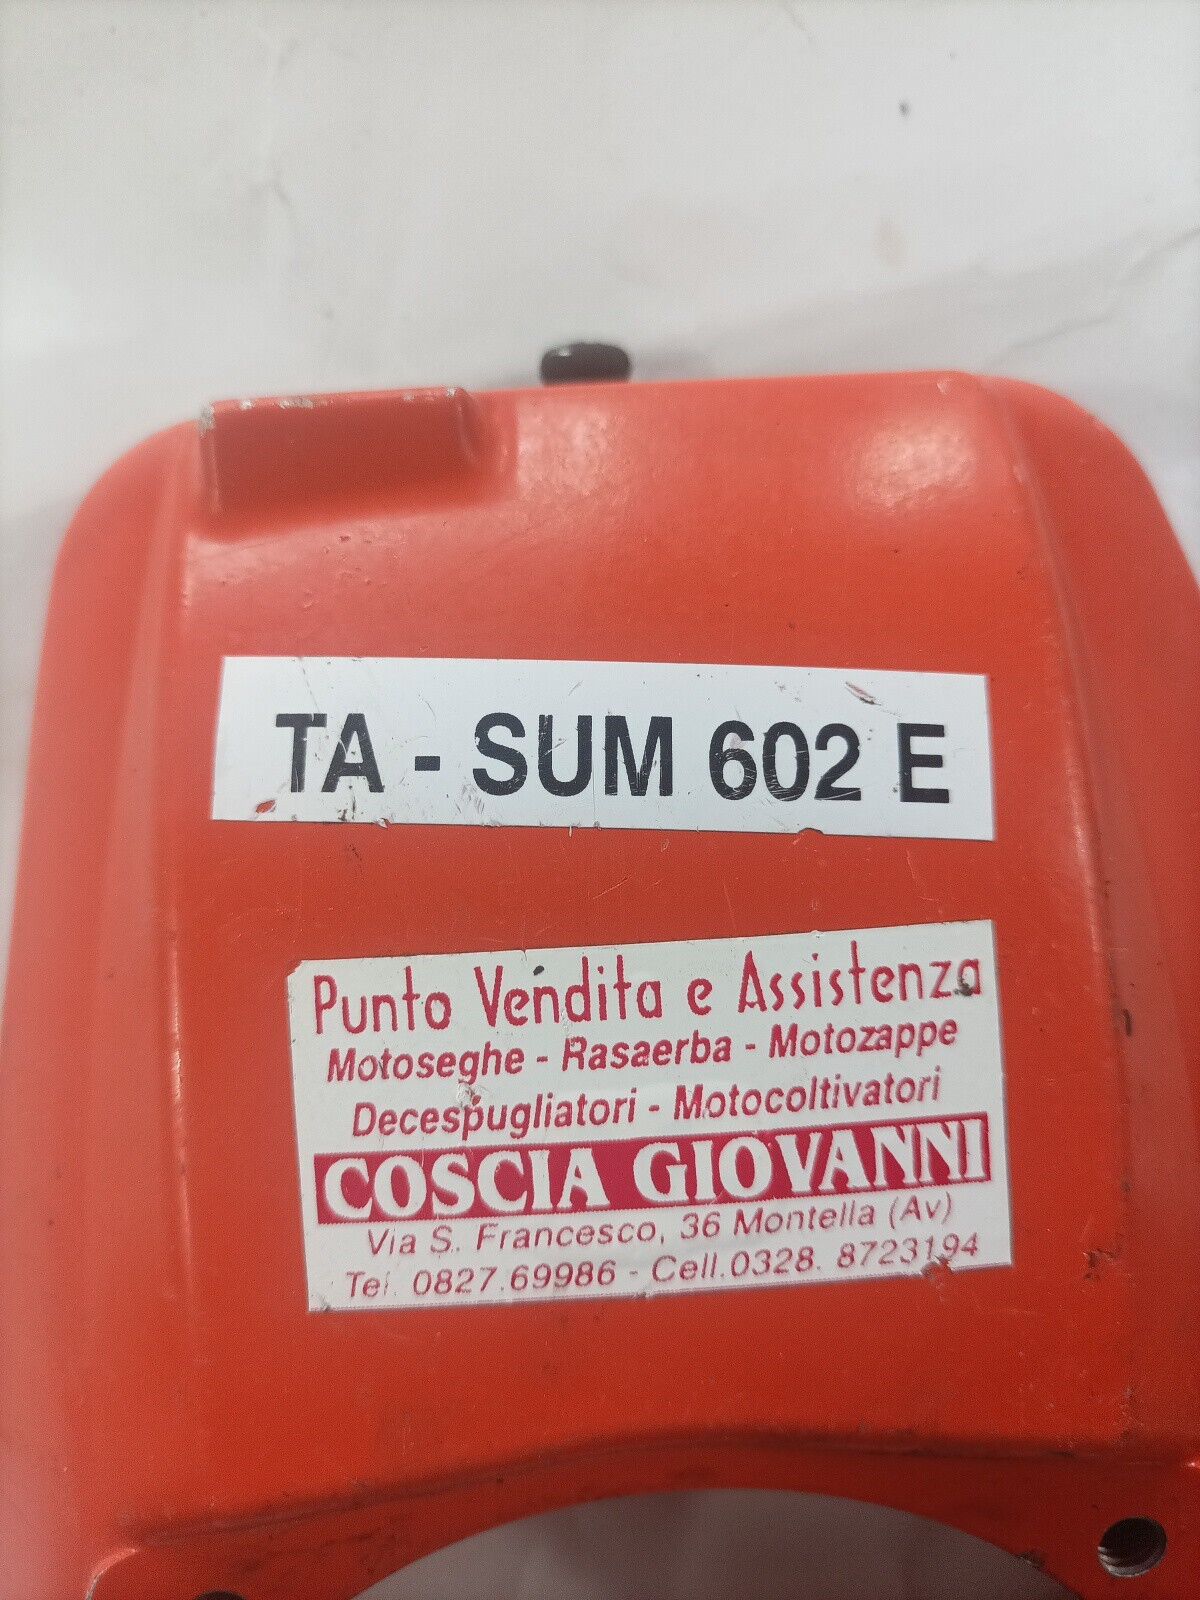 TA - SUM 602 E
Punto Vendita e Assistenza
Motoseghe - Rasaerba - Motozappe
Decespugliatori - Motocoltivatori
COSCIA GIOVANNI
Via S. Francesco, 36 Montella (Av)
Tel. 0827.69986 - Cell.0328. 8723194